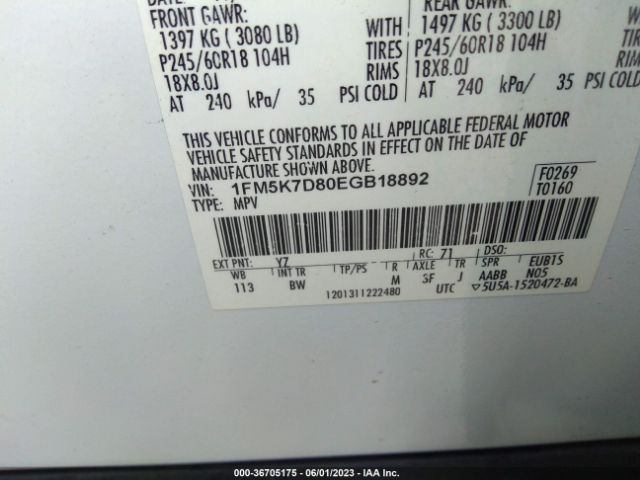 FRONT GAWR: REAR GAWR:
1397 KG ( 3080 LB) WITH 1497 KG ( 3300 LB)
P245/60R18 104H TIRES P245/60R18 104H
18X8.0J RIMS 18X8.0J
AT 240 kPa/ 35 PSI COLD AT 240 kPa/ 35
THIS VEHICLE CONFORMS TO ALL APPLICABLE FEDERAL MOTOR
VEHICLE SAFETY STANDARDS IN EFFECT ON THE DATE OF
MANUFACTURE SHOWN ABOVE.
VIN: 1FM5K7D80EGB18892 F0269
TYPE: MPV T0160
EXT PNT: YZ RC: 71 DSO:
WB INT TR TP/PS R AXLE TR SPR EUB1S
113 BW M SF J AABB N05
1201311222480 UTC ▽5U5A-1520472-BA
000-36705175 - 06/01/2023 - IAA Inc.